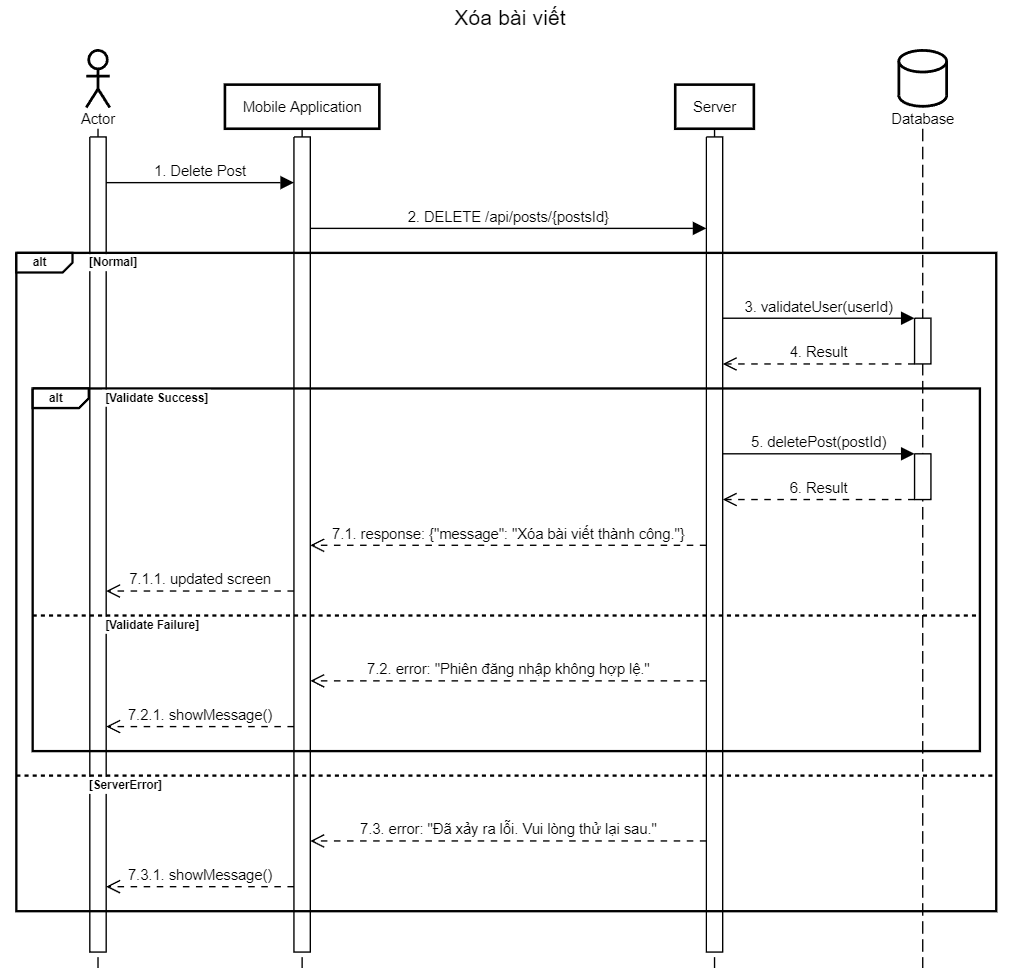 Xóa bài viết
Actor
Mobile Application
Server
Database
1. Delete Post
2. DELETE /api/posts/{postsId}
alt
[Normal]
3. validateUser(userId)
4. Result
alt
[Validate Success]
5. deletePost(postId)
6. Result
7.1. response: {"message": "Xóa bài viết thành công."}
7.1.1. updated screen
[Validate Failure]
7.2. error: "Phiên đăng nhập không hợp lệ."
7.2.1. showMessage()
[ServerError]
7.3. error: "Đã xảy ra lỗi. Vui lòng thử lại sau."
7.3.1. showMessage()